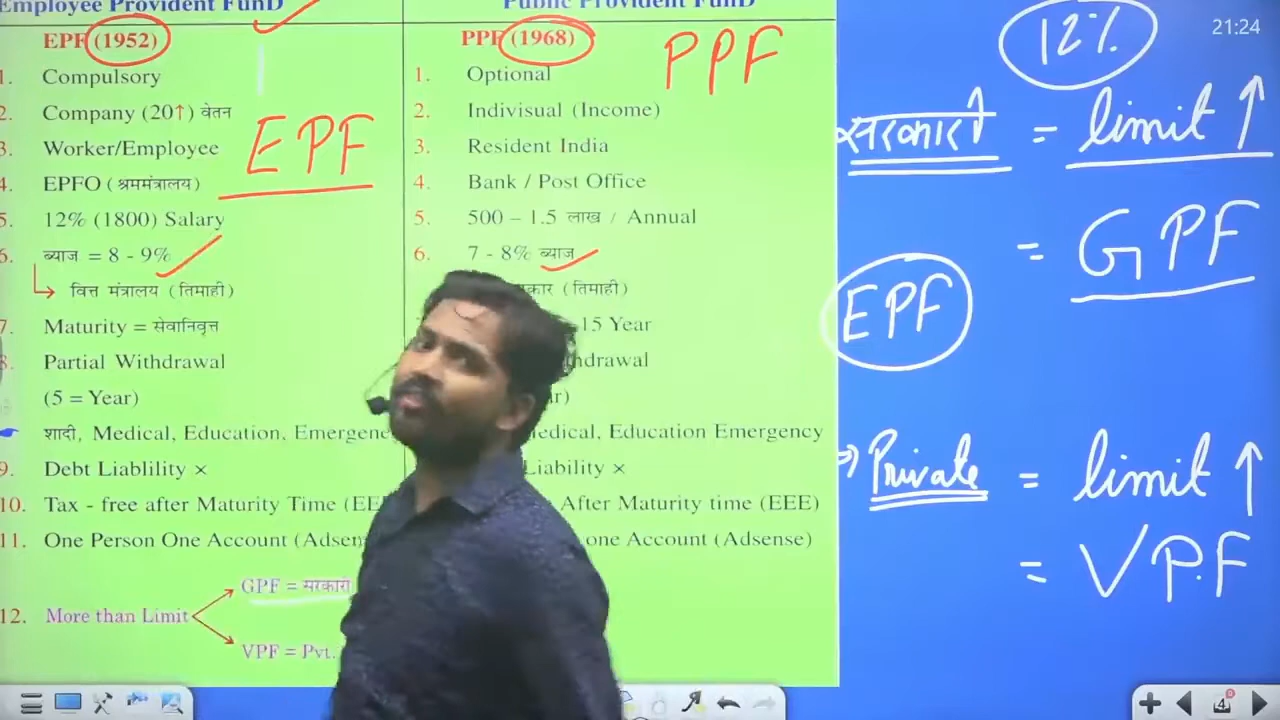 Employee Provident FunD
EPF (1952)
1. Compulsory
2. Company (20↑) वेतन
3. Worker/Employee
4. EPFO (श्रममंत्रालय)
5. 12% (1800) Salary
6. ब्याज = 8 - 9%
वित्त मंत्रालय (तिमाही)
7. Maturity = सेवानिवृत्त
8. Partial Withdrawal
(5 = Year)
शादी, Medical, Education, Emergenc
9. Debt Liablility ×
10. Tax - free after Maturity Time (EE
11. One Person One Account (Adsen
12. More than Limit
GPF = सरकारी
VPF = Pvt.
EPF
Public Provident FunD
PPF (1968)
1. Optional
2. Indivisual (Income)
3. Resident India
4. Bank / Post Office
5. 500 – 1.5 लाख / Annual
6. 7 - 8% ब्याज
कार (तिमाही)
15 Year
hdrawal
r)
edical, Education Emergency
Liability ×
After Maturity time (EEE)
one Account (Adsense)
PPF
12%
21:24
= limit ↑
= GPF
EPF
⇒ Private = limit ↑
= V.P.F
4